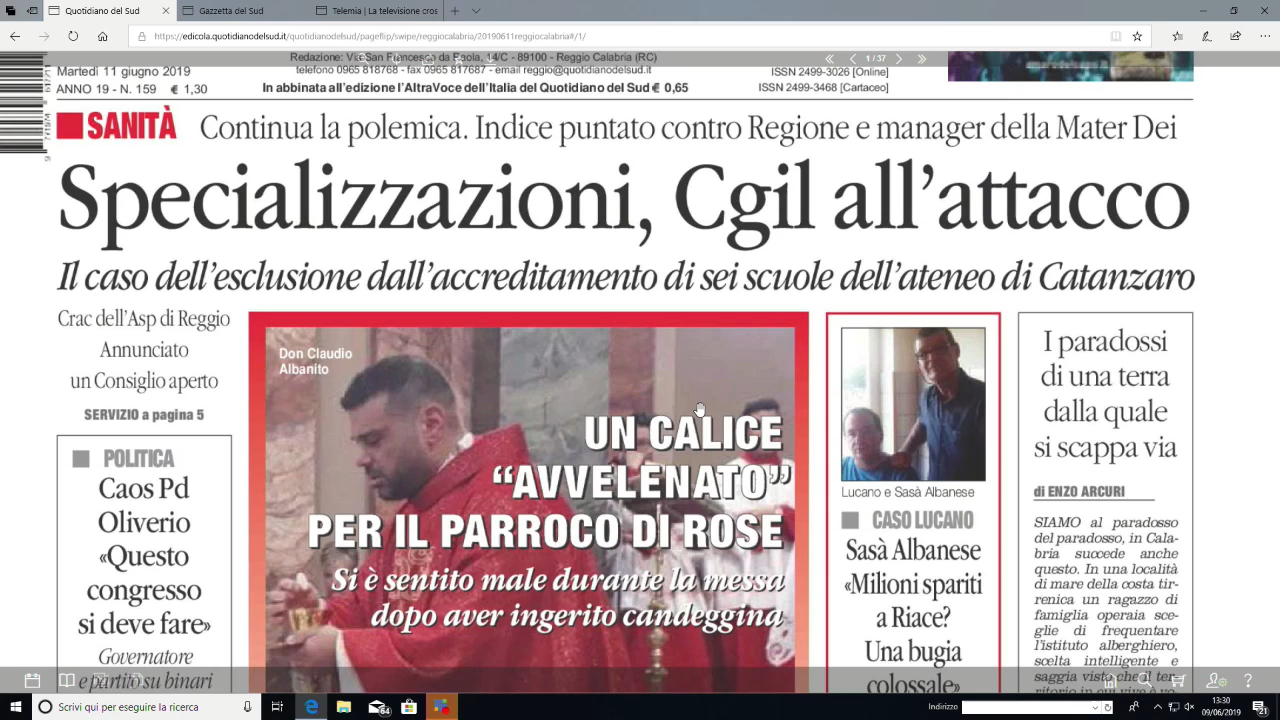 Quotidiano del Sud
Quotidiano del Sud
https://edicola.quotidianodelsud.it/quotidianodelsud/pageflip/swipe/reggiocalabria/20190611reggiocalabria#/1/
Redazione: Via San Francesco da Paola, 14/C - 89100 - Reggio Calabria (RC)
telefono 0965 818768 - fax 0965 817687 - email reggio@quotidianodelsud.it
1 / 37
Martedì 11 giugno 2019
ISSN 2499-3026 [Online]
ANNO 19 - N. 159 € 1,30
In abbinata all'edizione l'AltraVoce dell'Italia del Quotidiano del Sud € 0,65
ISSN 2499-3468 [Cartaceo]
SANITÀ Continua la polemica. Indice puntato contro Regione e manager della Mater Dei
Specializzazioni, Cgil all'attacco
Il caso dell'esclusione dall'accreditamento di sei scuole dell'ateneo di Catanzaro
Crac dell'Asp di Reggio
Annunciato
un Consiglio aperto
SERVIZIO a pagina 5
POLITICA
Caos Pd
Oliverio
«Questo
congresso
si deve fare»
Governatore
e partito su binari
Don Claudio
Albanito
UN CALICE
“AVVELENATO”
PER IL PARROCO DI ROSE
Si è sentito male durante la messa
dopo aver ingerito candeggina
Lucano e Sasà Albanese
CASO LUCANO
Sasà Albanese
«Milioni spariti
a Riace?
Una bugia
colossale»
I paradossi
di una terra
dalla quale
si scappa via
di ENZO ARCURI
SIAMO al paradosso
del paradosso, in Cala-
bria succede anche
questo. In una località
di mare della costa tir-
renica un ragazzo di
famiglia operaia sce-
glie di frequentare
l'istituto alberghiero,
scelta intelligente e
saggia vista che il ter-
ritorio in cui vive è vo-
Scrivi qui per eseguire la ricerca
64
Indirizzo
13:30
09/06/2019
21